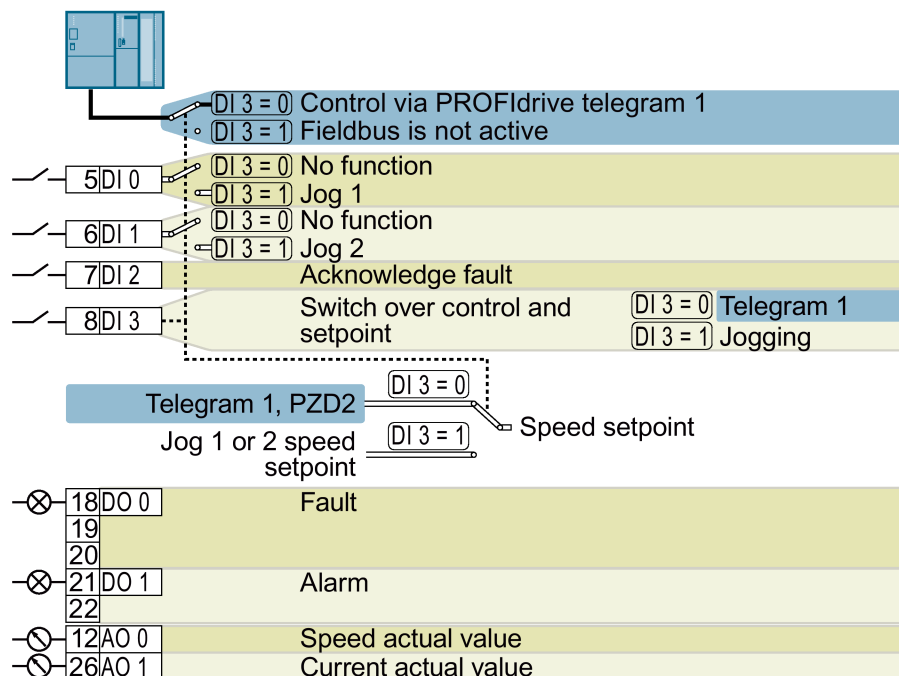 DI 3 = 0 Control via PROFIdrive telegram 1
DI 3 = 1 Fieldbus is not active
5 DI 0 DI 3 = 0 No function
DI 3 = 1 Jog 1
6 DI 1 DI 3 = 0 No function
DI 3 = 1 Jog 2
7 DI 2 Acknowledge fault
8 DI 3 Switch over control and
setpoint
DI 3 = 0 Telegram 1
DI 3 = 1 Jogging
Telegram 1, PZD2 DI 3 = 0
Speed setpoint
Jog 1 or 2 speed
setpoint
DI 3 = 1
18 DO 0 Fault
19
20
21 DO 1 Alarm
22
12 AO 0 Speed actual value
26 AO 1 Current actual value